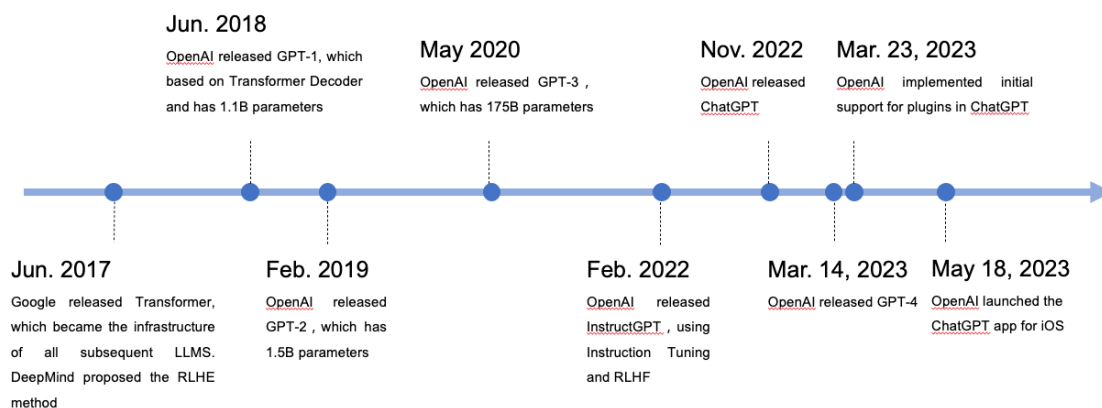 Jun. 2018
OpenAI released GPT-1, which
based on Transformer Decoder
and has 1.1B parameters
May 2020
OpenAI released GPT-3 ,
which has 175B parameters
Nov. 2022
OpenAI released
ChatGPT
Mar. 23, 2023
OpenAI implemented initial
support for plugins in ChatGPT
Jun. 2017
Google released Transformer,
which became the infrastructure
of all subsequent LLMS.
DeepMind proposed the RLHE
method
Feb. 2019
OpenAI released
GPT-2 , which has
1.5B parameters
Feb. 2022
OpenAI released
InstructGPT , using
Instruction Tuning
and RLHF
Mar. 14, 2023
OpenAI released GPT-4
May 18, 2023
OpenAI launched the
ChatGPT app for iOS